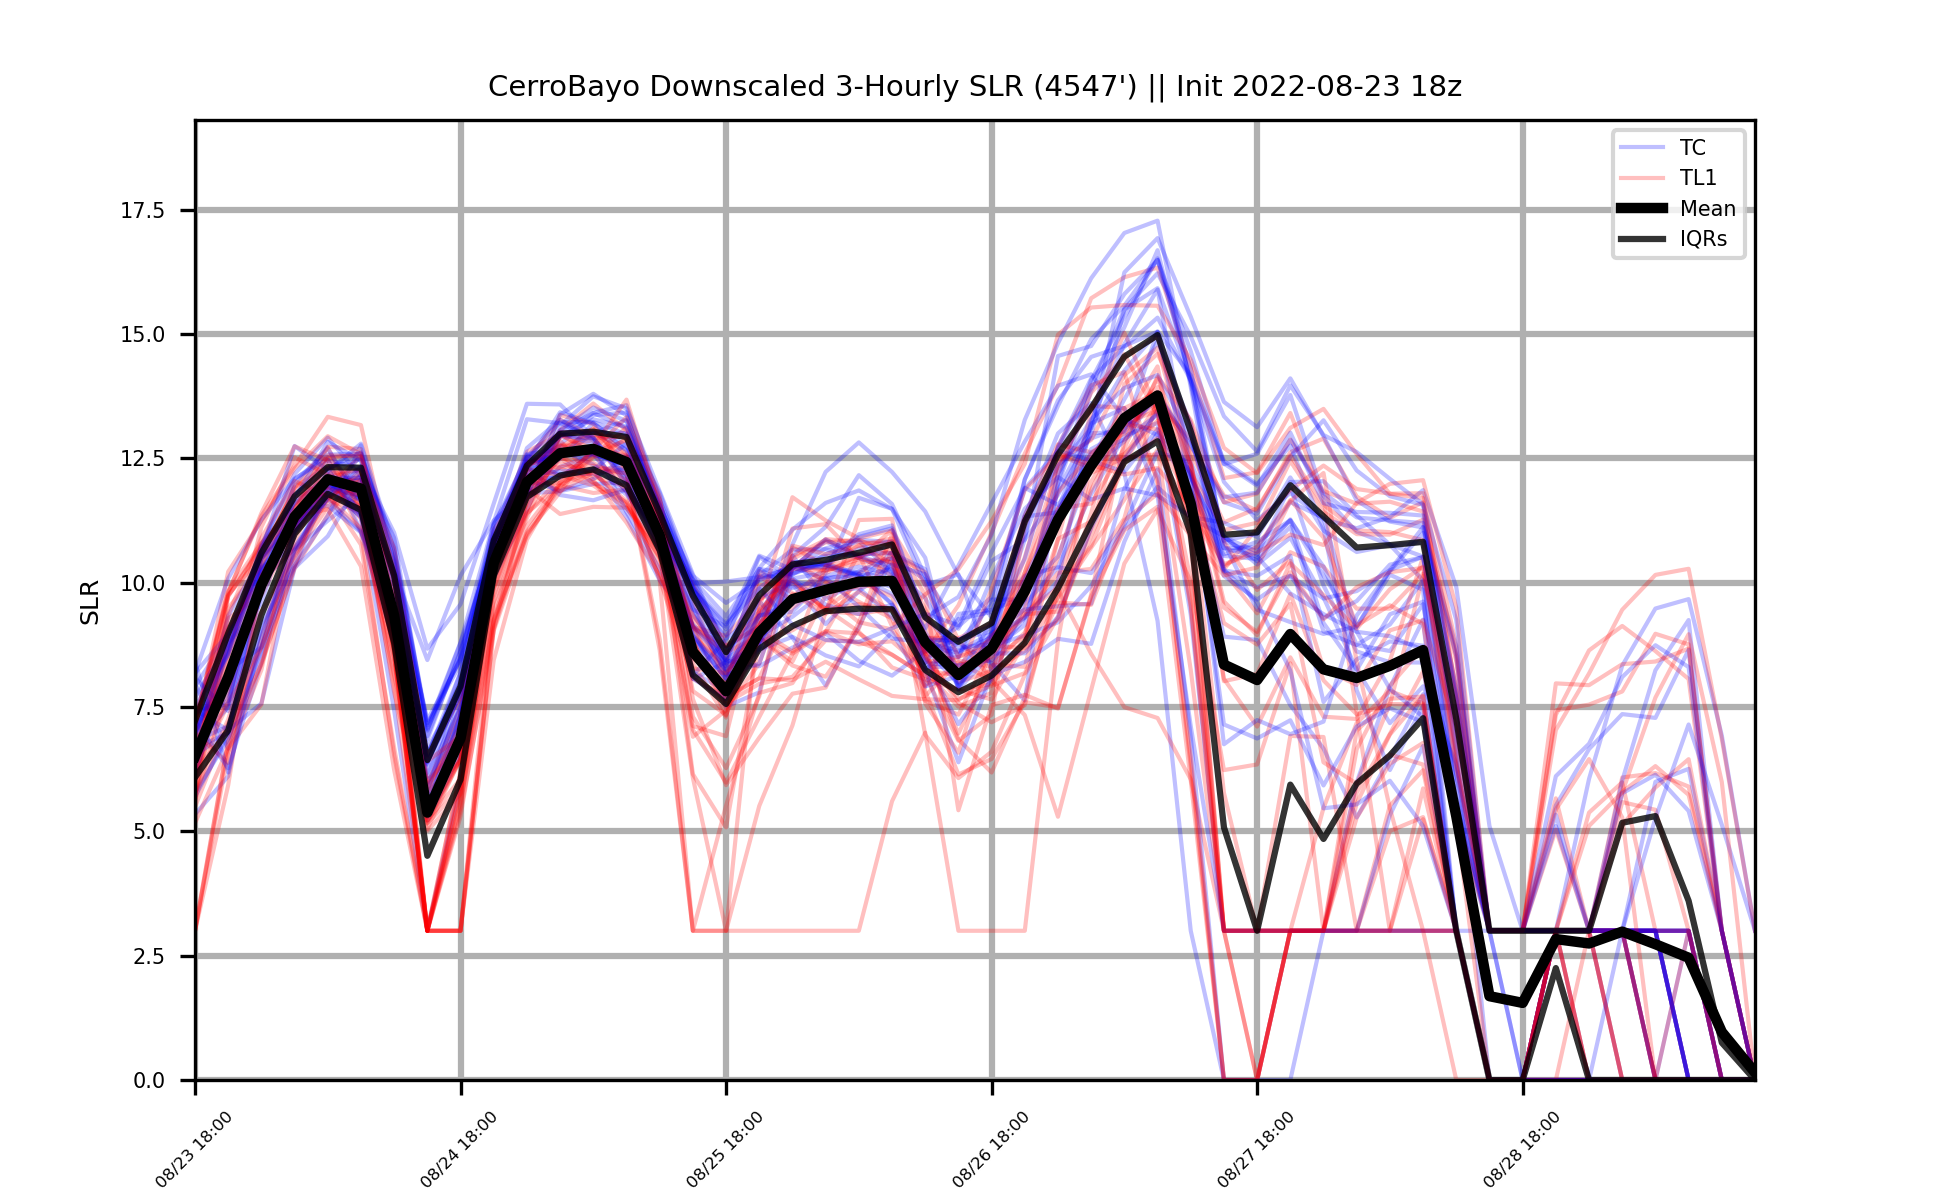 CerroBayo Downscaled 3-Hourly SLR (4547') || Init 2022-08-23 18z
TC
TL1
Mean
IQRs
SLR
17.5
15.0
12.5
10.0
7.5
5.0
2.5
0.0
08/23 18:00
08/24 18:00
08/25 18:00
08/26 18:00
08/27 18:00
08/28 18:00